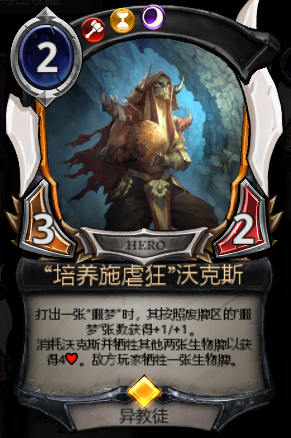 2
3
HERO
2
“培养施虐狂”沃克斯
打出一张“噩梦”时，其按照废牌区的“噩
梦”张数获得+1/+1。
消耗沃克斯并牺牲其他两张生物牌以获
得4❤。敌方玩家牺牲一张生物牌。
异教徒